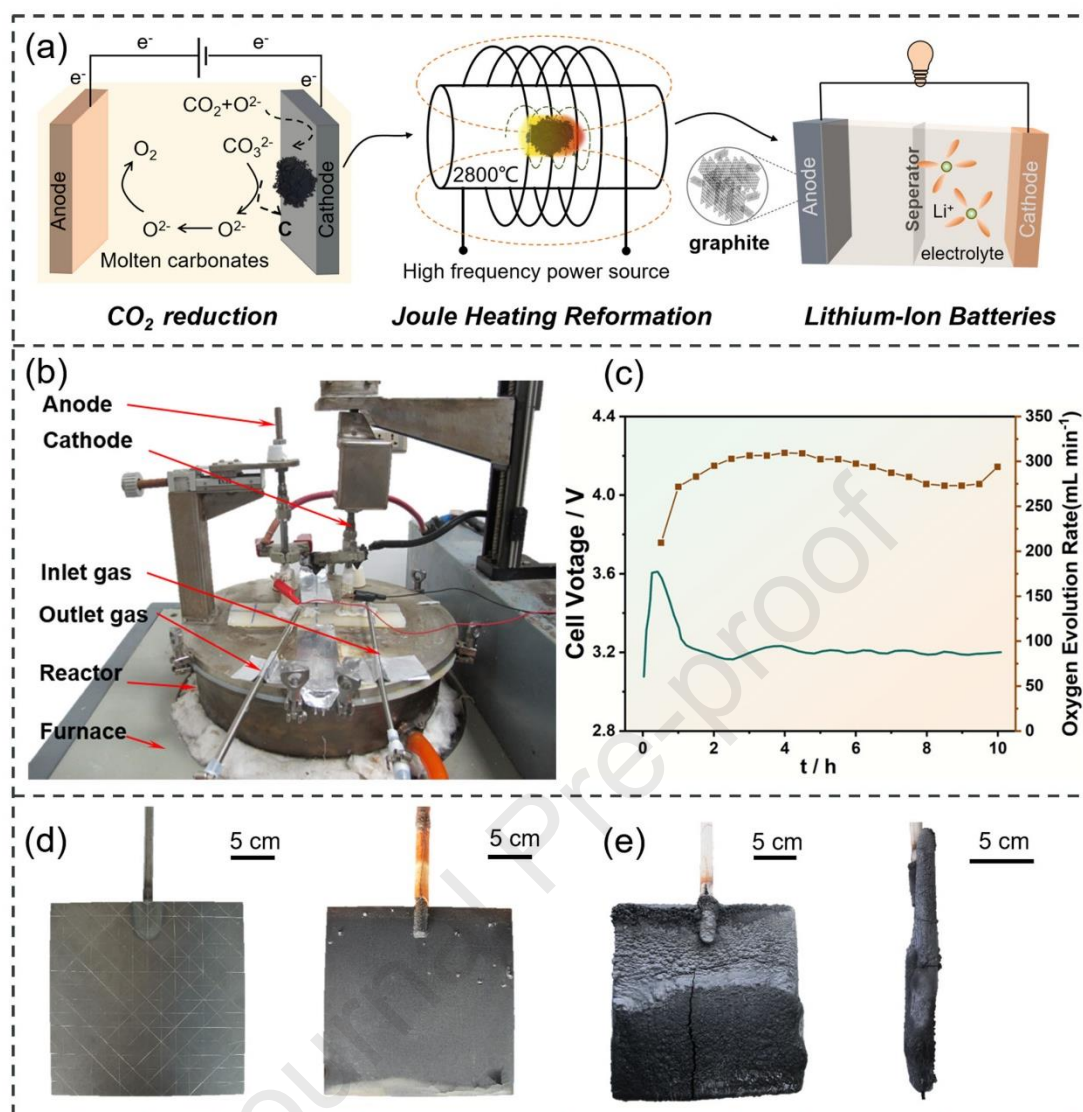 (a)
e-
e-
e-
e-
CO2+O2-
CO32-
O2
O2-
O2-
C
Anode
Cathode
Molten carbonates
CO2 reduction
2800℃
High frequency power source
Joule Heating Reformation
graphite
Anode
Seperator
Li+
electrolyte
Cathode
Lithium-Ion Batteries
(b)
Anode
Cathode
Inlet gas
Outlet gas
Reactor
Furnace
(c)
Cell Votage / V
4.4
4.0
3.6
3.2
2.8
0 2 4 6 8 10
t / h
350
300
250
200
150
100
50
0
Oxygen Evolution Rate(mL min-1)
(d)
5 cm
5 cm
(e)
5 cm
5 cm
Journal Pre-proof